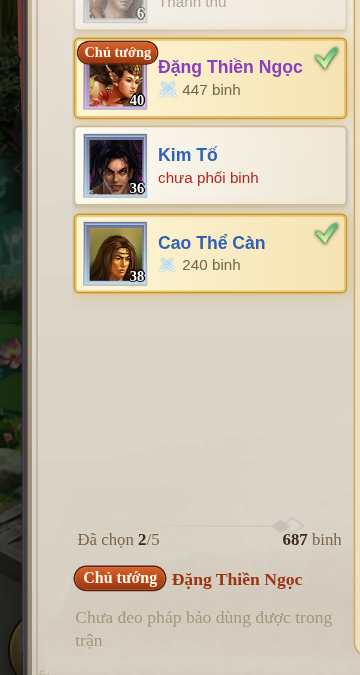 6
Thành thủ
Chủ tướng
Đặng Thiền Ngọc
447 binh
40
Kim Tố
chưa phối binh
36
Cao Thể Càn
240 binh
38
Đã chọn 2/5
687 binh
Chủ tướng Đặng Thiền Ngọc
Chưa đeo pháp bảo dùng được trong
trận